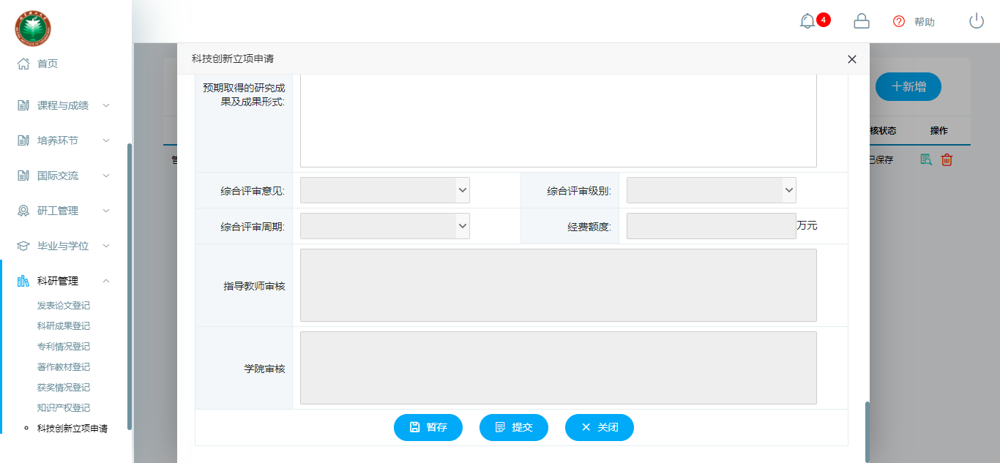 4
帮助
首页
课程与成绩
培养环节
国际交流
研工管理
毕业与学位
科研管理
发表论文登记
科研成果登记
专利情况登记
著作教材登记
获奖情况登记
知识产权登记
科技创新立项申请
科技创新立项申请
预期取得的研究成
果及成果形式:
综合评审意见:
综合评审级别:
综合评审周期:
经费额度:
万元
指导教师审核
学院审核
暂存
提交
关闭
新增
核状态
操作
已保存